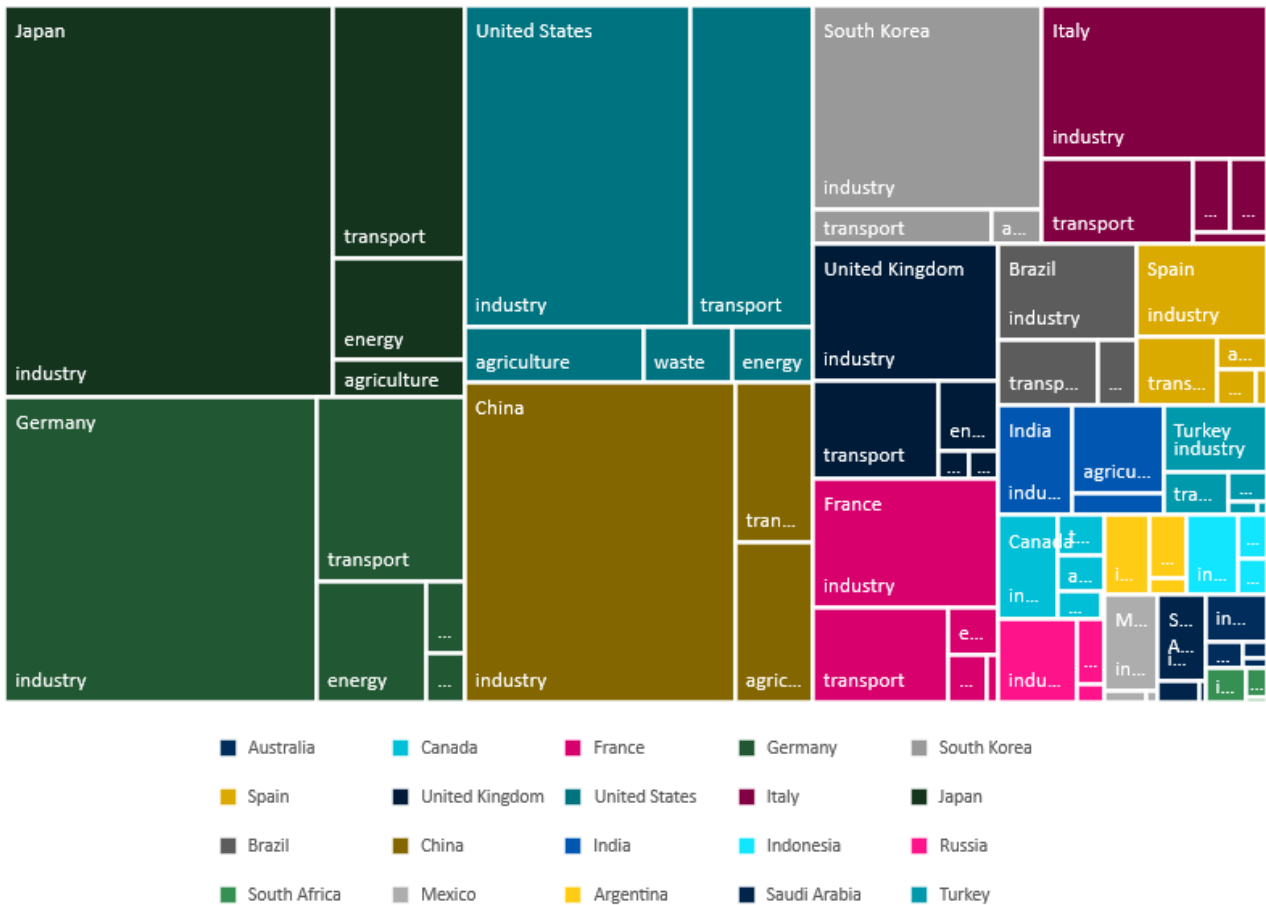 Japan
industry
transport
energy
agriculture
Germany
industry
transport
energy
...
...
United States
industry
transport
agriculture
waste
energy
China
industry
tran...
agric...
South Korea
industry
transport
a...
Italy
industry
transport
...
...
United Kingdom
industry
transport
en...
...
...
Brazil
industry
transp...
...
Spain
industry
trans...
a...
...
France
industry
transport
e...
...
India
indu...
agricu...
Turkey
industry
tra...
...
Canada
in...
t...
a...
...
i...
...
in...
...
...
indu...
...
M...
in...
S...
A...
i...
in...
...
i...
...
Australia
Canada
France
Germany
South Korea
Spain
United Kingdom
United States
Italy
Japan
Brazil
China
India
Indonesia
Russia
South Africa
Mexico
Argentina
Saudi Arabia
Turkey